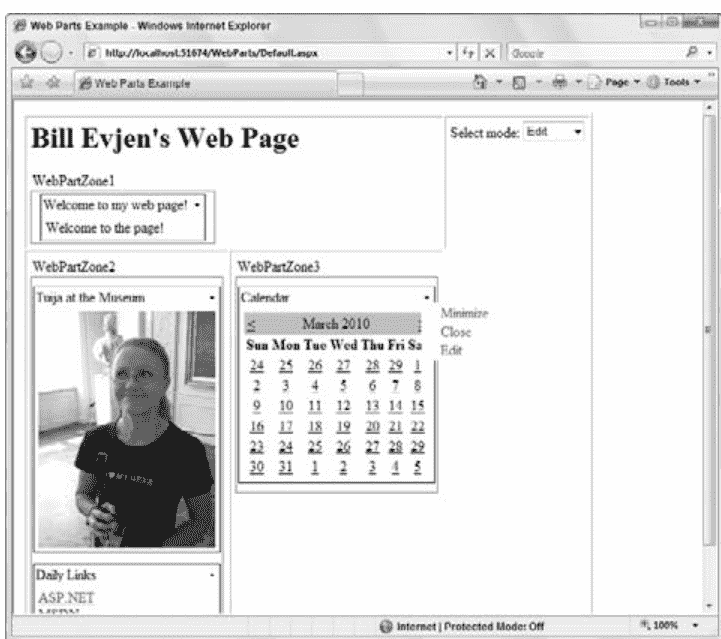 Web Parts Example - Windows Internet Explorer
http://localhost:51674/WebParts/Default.aspx
Google
Web Parts Example
Page
Tools
Bill Evjen's Web Page
Select mode: Edit
WebPartZone1
Welcome to my web page!
Welcome to the page!
WebPartZone2
WebPartZone3
Tuija at the Museum
Calendar
Minimize
Close
Edit
< March 2010
Sun Mon Tue Wed Thu Fri Sa
24 25 26 27 28 29 1
2 3 4 5 6 7 8
9 10 11 12 13 14 15
16 17 18 19 20 21 22
23 24 25 26 27 28 29
30 31 1 2 3 4 5
Daily Links
ASP.NET
MSDN
Internet | Protected Mode: Off
100%